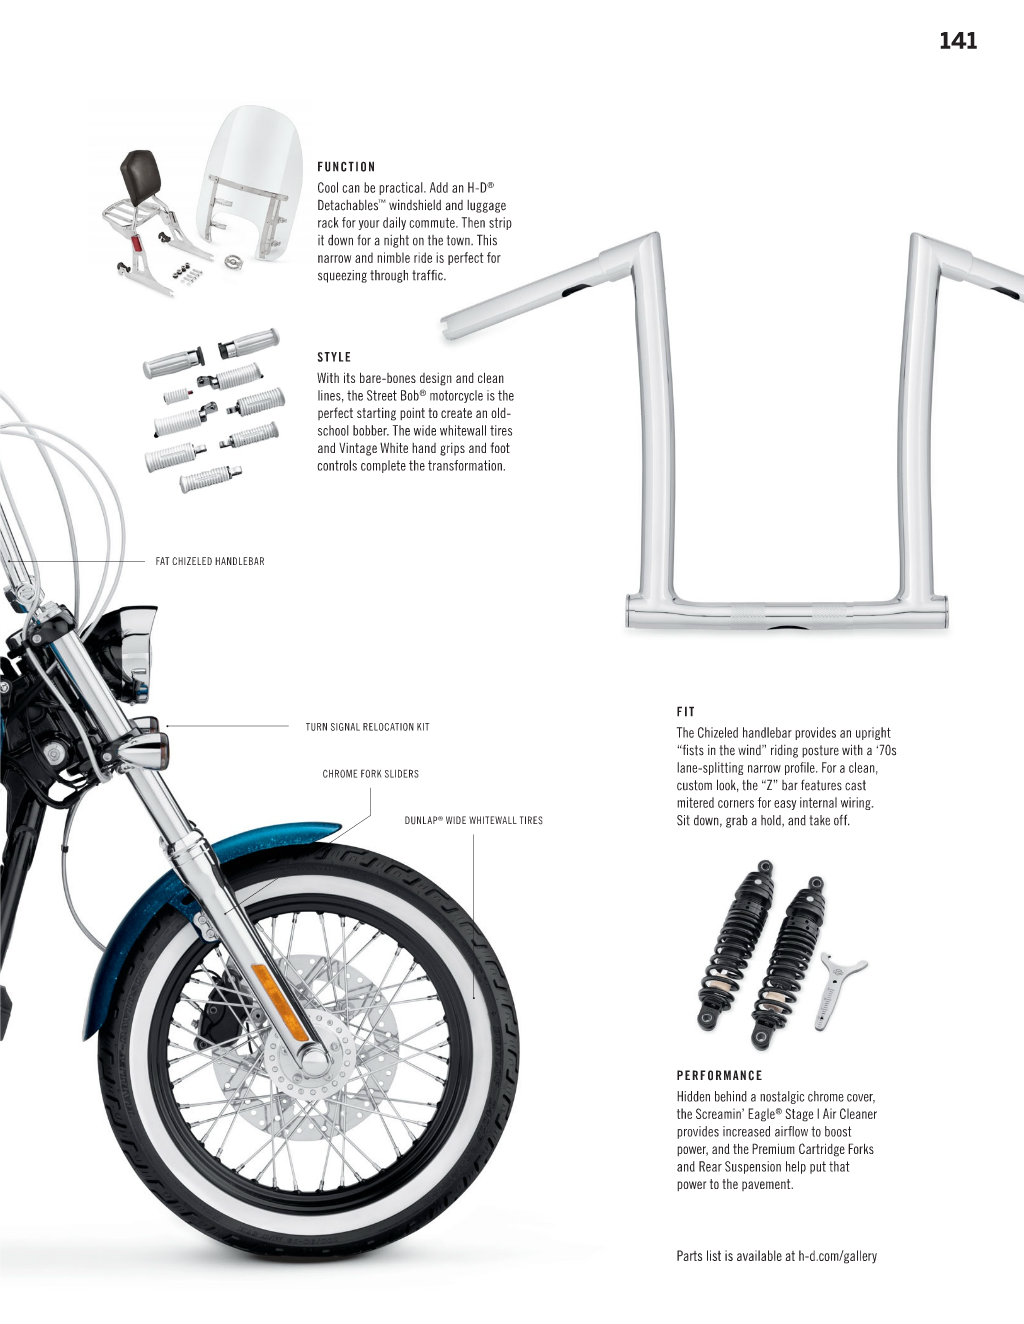 141
FUNCTION
Cool can be practical. Add an H-D®
Detachables™ windshield and luggage
rack for your daily commute. Then strip
it down for a night on the town. This
narrow and nimble ride is perfect for
squeezing through traffic.
STYLE
With its bare-bones design and clean
lines, the Street Bob® motorcycle is the
perfect starting point to create an old-
school bobber. The wide whitewall tires
and Vintage White hand grips and foot
controls complete the transformation.
FAT CHIZELED HANDLEBAR
TURN SIGNAL RELOCATION KIT
CHROME FORK SLIDERS
DUNLAP® WIDE WHITEWALL TIRES
FIT
The Chizeled handlebar provides an upright
“fists in the wind” riding posture with a ‘70s
lane-splitting narrow profile. For a clean,
custom look, the “Z” bar features cast
mitered corners for easy internal wiring.
Sit down, grab a hold, and take off.
PERFORMANCE
Hidden behind a nostalgic chrome cover,
the Screamin’ Eagle® Stage I Air Cleaner
provides increased airflow to boost
power, and the Premium Cartridge Forks
and Rear Suspension help put that
power to the pavement.
Parts list is available at h-d.com/gallery